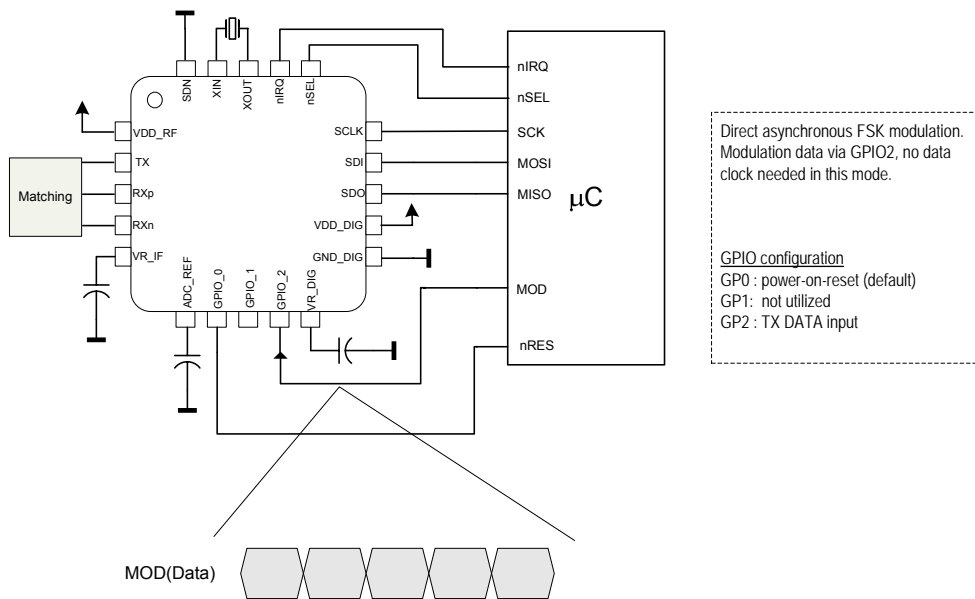 SDN
XIN
XOUT
nIRQ
nSEL
VDD_RF
TX
RXp
RXn
VR_IF
Matching
SCLK
SDI
SDO
VDD_DIG
GND_DIG
ADC_REF
GPIO_0
GPIO_1
GPIO_2
VR_DIG
nIRQ
nSEL
SCK
MOSI
MISO
µC
MOD
nRES
Direct asynchronous FSK modulation.
Modulation data via GPIO2, no data
clock needed in this mode.
GPIO configuration
GP0 : power-on-reset (default)
GP1: not utilized
GP2 : TX DATA input
MOD(Data)